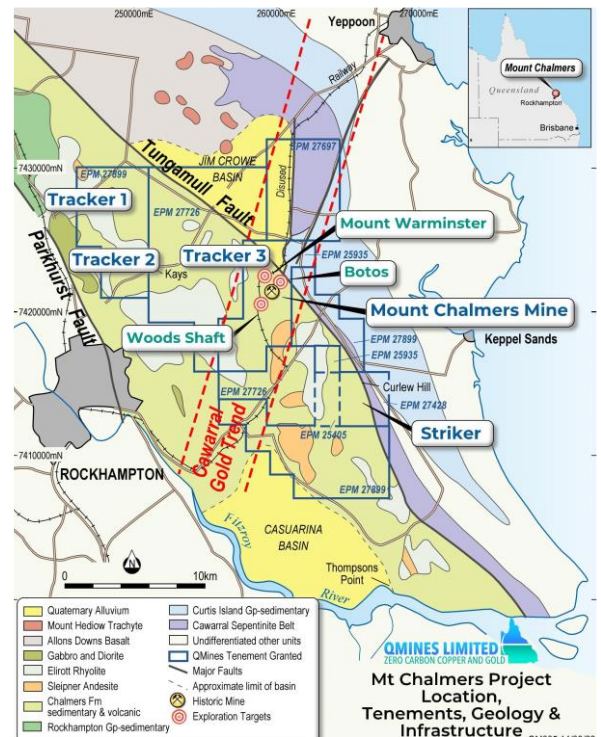 250000mE
260000mE
270000mE
Yeppoon
Mount Chalmers
Queensland
Rockhampton
Brisbane
Railway
JIM CROWE
BASIN
EPM 27697
Disused
7430000mN
EPM 27899
Tungamull Fault
Tracker 1
EPM 27726
Mount Warminster
Tracker 3
EPM 25935
Tracker 2
Kays
Botos
Parkhurst Fault
Mount Chalmers Mine
7420000mN
Woods Shaft
Keppel Sands
EPM 27899
EPM 25935
Curlew Hill
EPM 27726
EPM 27428
Cawarral
Gold Trend
Striker
EPM 25405
7410000mN
ROCKHAMPTON
EPM 27899
Fitzroy
River
CASUARINA
BASIN
Thompsons
Point
N
0
10km
Quaternary Alluvium
Mount Hediow Trachyte
Allons Downs Basalt
Gabbro and Diorite
Elirott Rhyolite
Sleipner Andesite
Chalmers Fm
sedimentary & volcanic
Rockhampton Gp-sedimentary
Curtis Island Gp-sedimentary
Cawarral Sepentinite Belt
Undifferentiated other units
QMines Tenement Granted
Major Faults
Approximate limit of basin
Historic Mine
Exploration Targets
QMINES LIMITED
ZERO CARBON COPPER AND GOLD
Mt Chalmers Project
Location,
Tenements, Geology &
Infrastructure